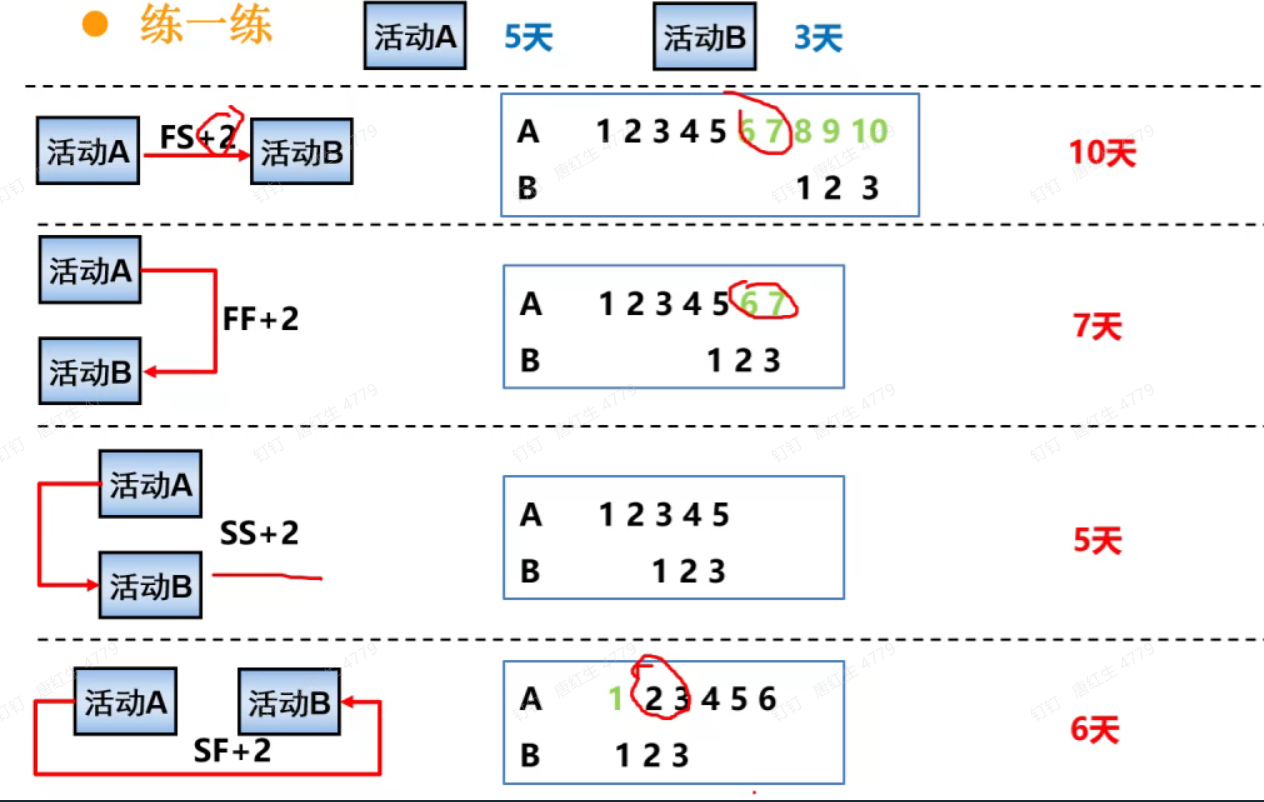 练一练 活动A 5天 活动B 3天
活动A FS+2 活动B
A 1 2 3 4 5 6 7 8 9 10
B 1 2 3
10天
活动A
FF+2
活动B
A 1 2 3 4 5 6 7
B 1 2 3
7天
活动A
SS+2
活动B
A 1 2 3 4 5
B 1 2 3
5天
活动A 活动B
SF+2
A 1 2 3 4 5 6
B 1 2 3
6天
钉钉 唐红生 4779